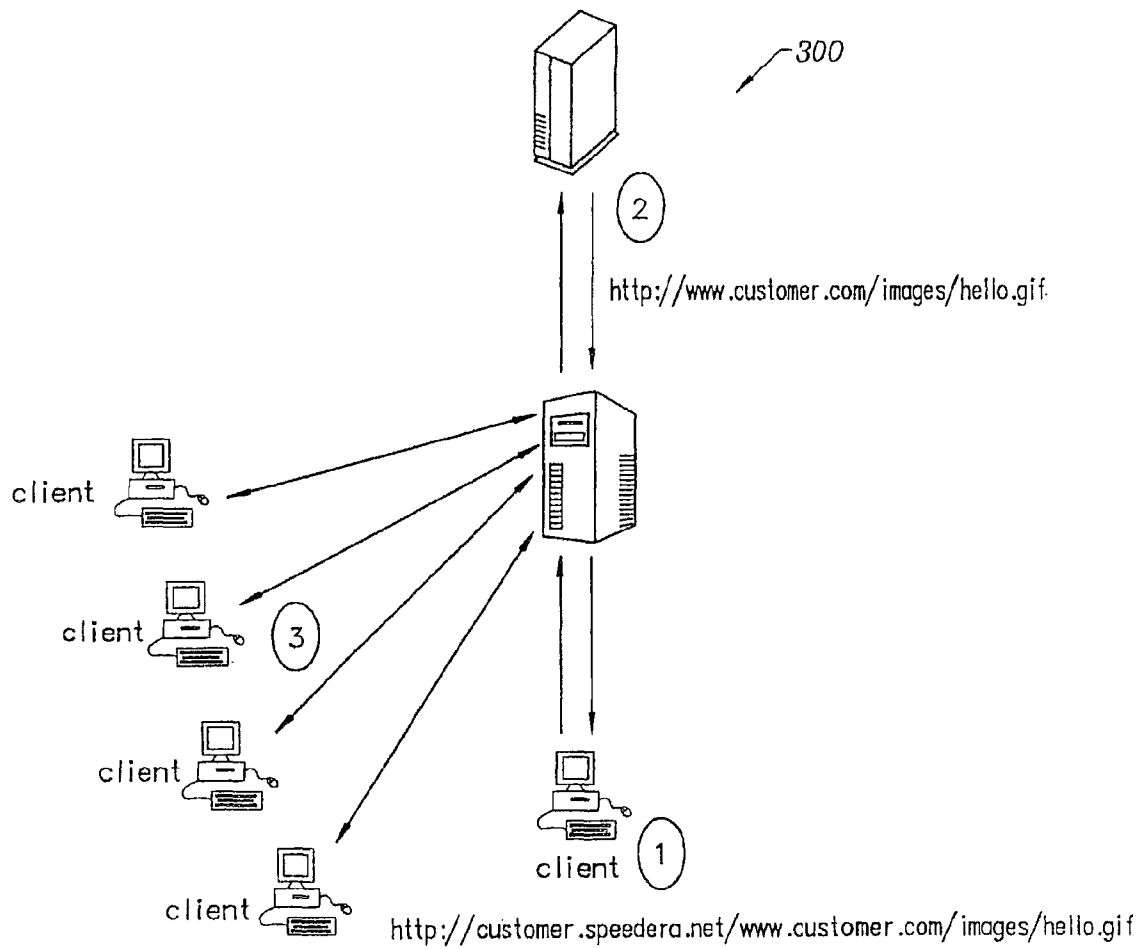 300
2
http://www.customer.com/images/hello.gif
client
client
3
client
client
client
1
http://customer.speedera.net/www.customer.com/images/hello.gif